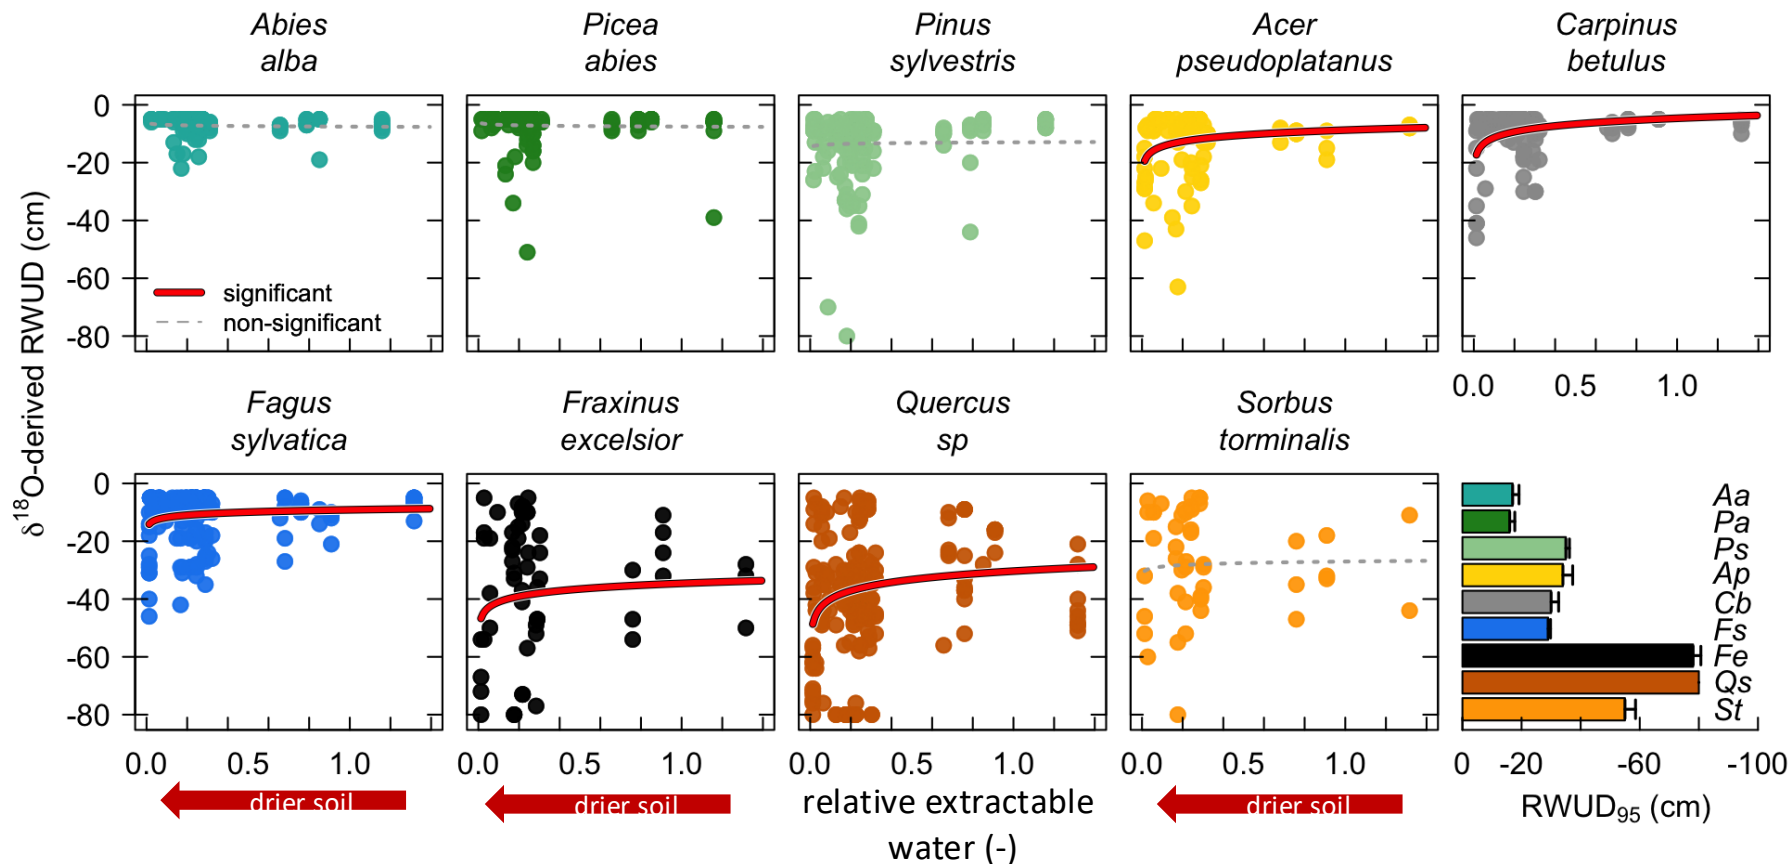 Abies
alba
Picea
abies
Pinus
sylvestris
Acer
pseudoplatanus
Carpinus
betulus
δ18O-derived RWUD (cm)
0
-20
-40
-60
-80
significant
non-significant
0.0 0.5 1.0
Fagus
sylvatica
Fraxinus
excelsior
Quercus
sp
Sorbus
torminalis
0
-20
-40
-60
-80
Aa
Pa
Ps
Ap
Cb
Fs
Fe
Qs
St
0.0 0.5 1.0
0.0 0.5 1.0
0.0 0.5 1.0
0.0 0.5 1.0
0 -20 -60 -100
drier soil
drier soil
relative extractable
water (-)
drier soil
RWUD95 (cm)